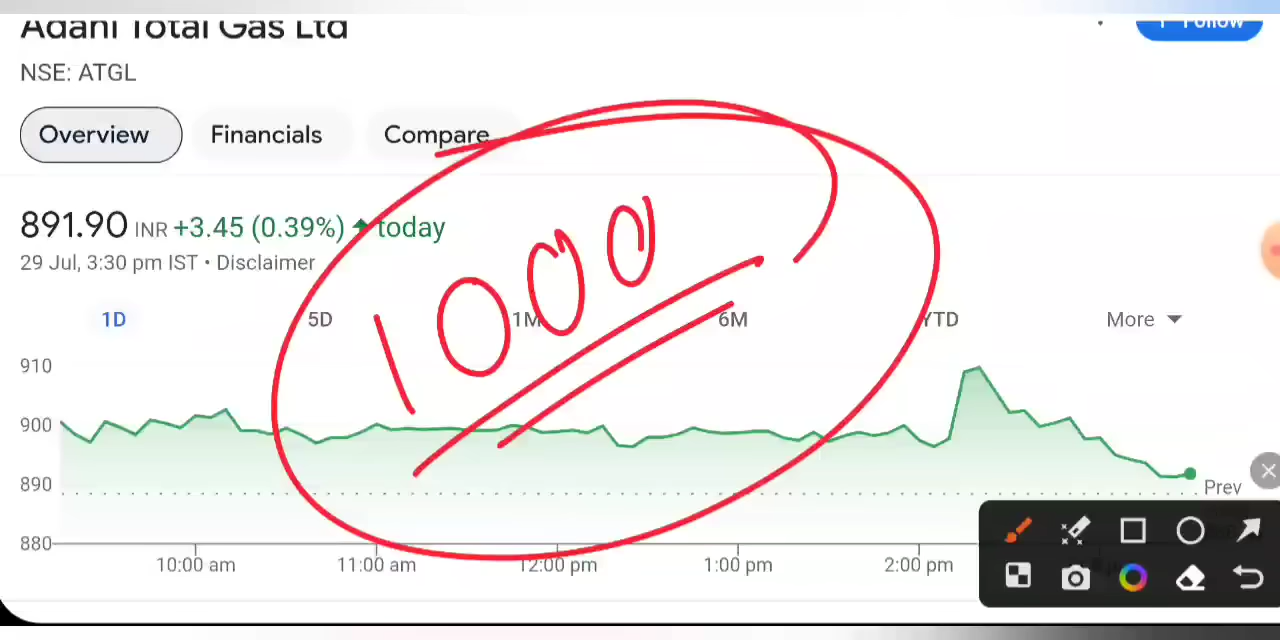 Adani Total Gas Ltd
Follow
NSE: ATGL
Overview Financials Compare
891.90 INR +3.45 (0.39%) ↑ today
29 Jul, 3:30 pm IST • Disclaimer
1000
1D 5D 1M 6M YTD More
910
900
890
Prev
880
10:00 am 11:00 am 12:00 pm 1:00 pm 2:00 pm